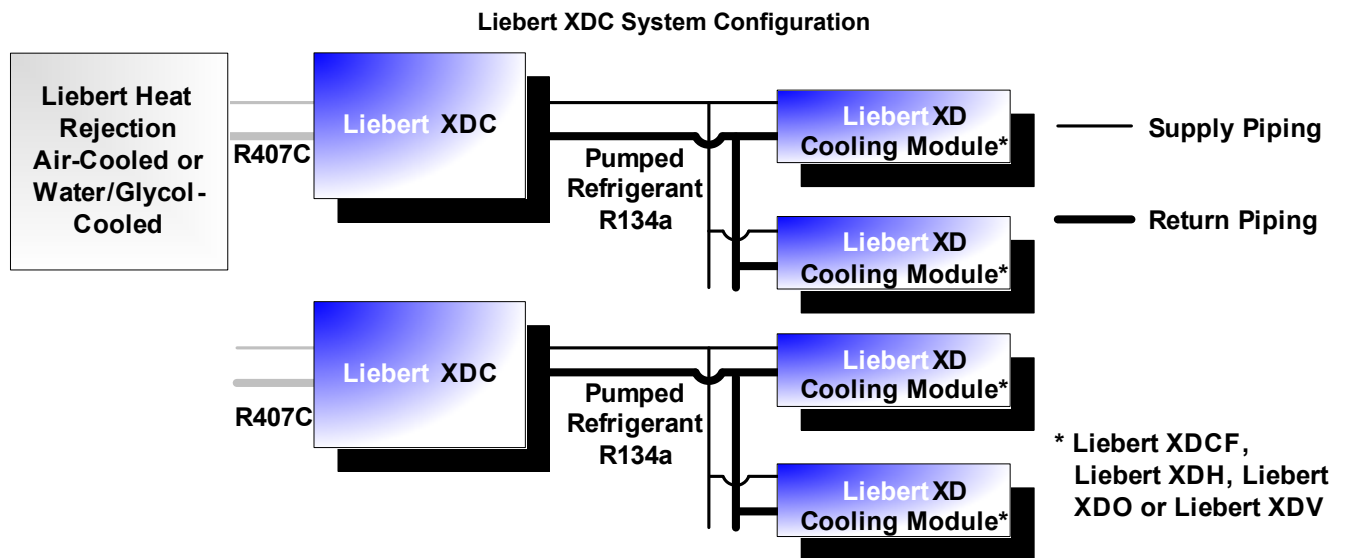 Liebert XDC System Configuration
Liebert Heat
Rejection
Air-Cooled or
Water/Glycol-
Cooled
R407C
Liebert XDC
Pumped
Refrigerant
R134a
Liebert XD
Cooling Module*
Liebert XD
Cooling Module*
Supply Piping
Return Piping
R407C
Liebert XDC
Pumped
Refrigerant
R134a
Liebert XD
Cooling Module*
Liebert XD
Cooling Module*
* Liebert XDCF,
Liebert XDH, Liebert
XDO or Liebert XDV